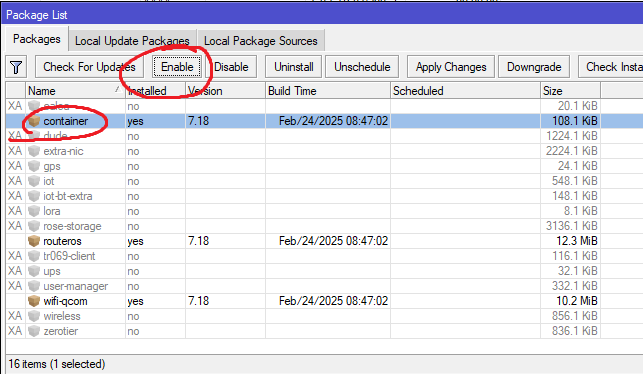 Package List
Packages Local Update Packages Local Package Sources
Check For Updates Enable Disable Uninstall Unschedule Apply Changes Downgrade Check Insta
Name Installed Version Build Time Scheduled Size
XA calea no 20.1 KiB
container yes 7.18 Feb/24/2025 08:47:02 108.1 KiB
XA dude no 1224.1 KiB
XA extra-nic no 2224.1 KiB
XA gps no 24.1 KiB
XA iot no 548.1 KiB
XA iot-bt-extra no 148.1 KiB
XA lora no 8.1 KiB
XA rose-storage no 3136.1 KiB
routeros yes 7.18 Feb/24/2025 08:47:02 12.3 MiB
XA tr069-client no 116.1 KiB
XA ups no 32.1 KiB
XA user-manager no 332.1 KiB
wifi-qcom yes 7.18 Feb/24/2025 08:47:02 10.2 MiB
XA wireless no 856.1 KiB
XA zerotier no 836.1 KiB
16 items (1 selected)